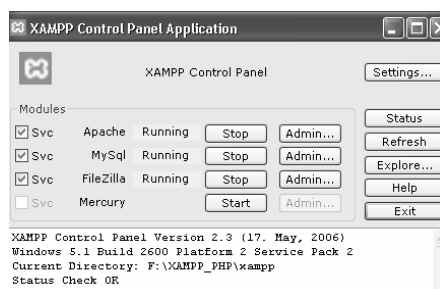 XAMPP Control Panel Application
XAMPP Control Panel
Settings...
Modules
Svc Apache Running Stop Admin...
Svc MySql Running Stop Admin...
Svc FileZilla Running Stop Admin...
Svc Mercury Start Admin...
Status
Refresh
Explore...
Help
Exit
XAMPP Control Panel Version 2.3 (17. May, 2006)
Windows 5.1 Build 2600 Platform 2 Service Pack 2
Current Directory: F:\XAMPP_PHP\xampp
Status Check OK